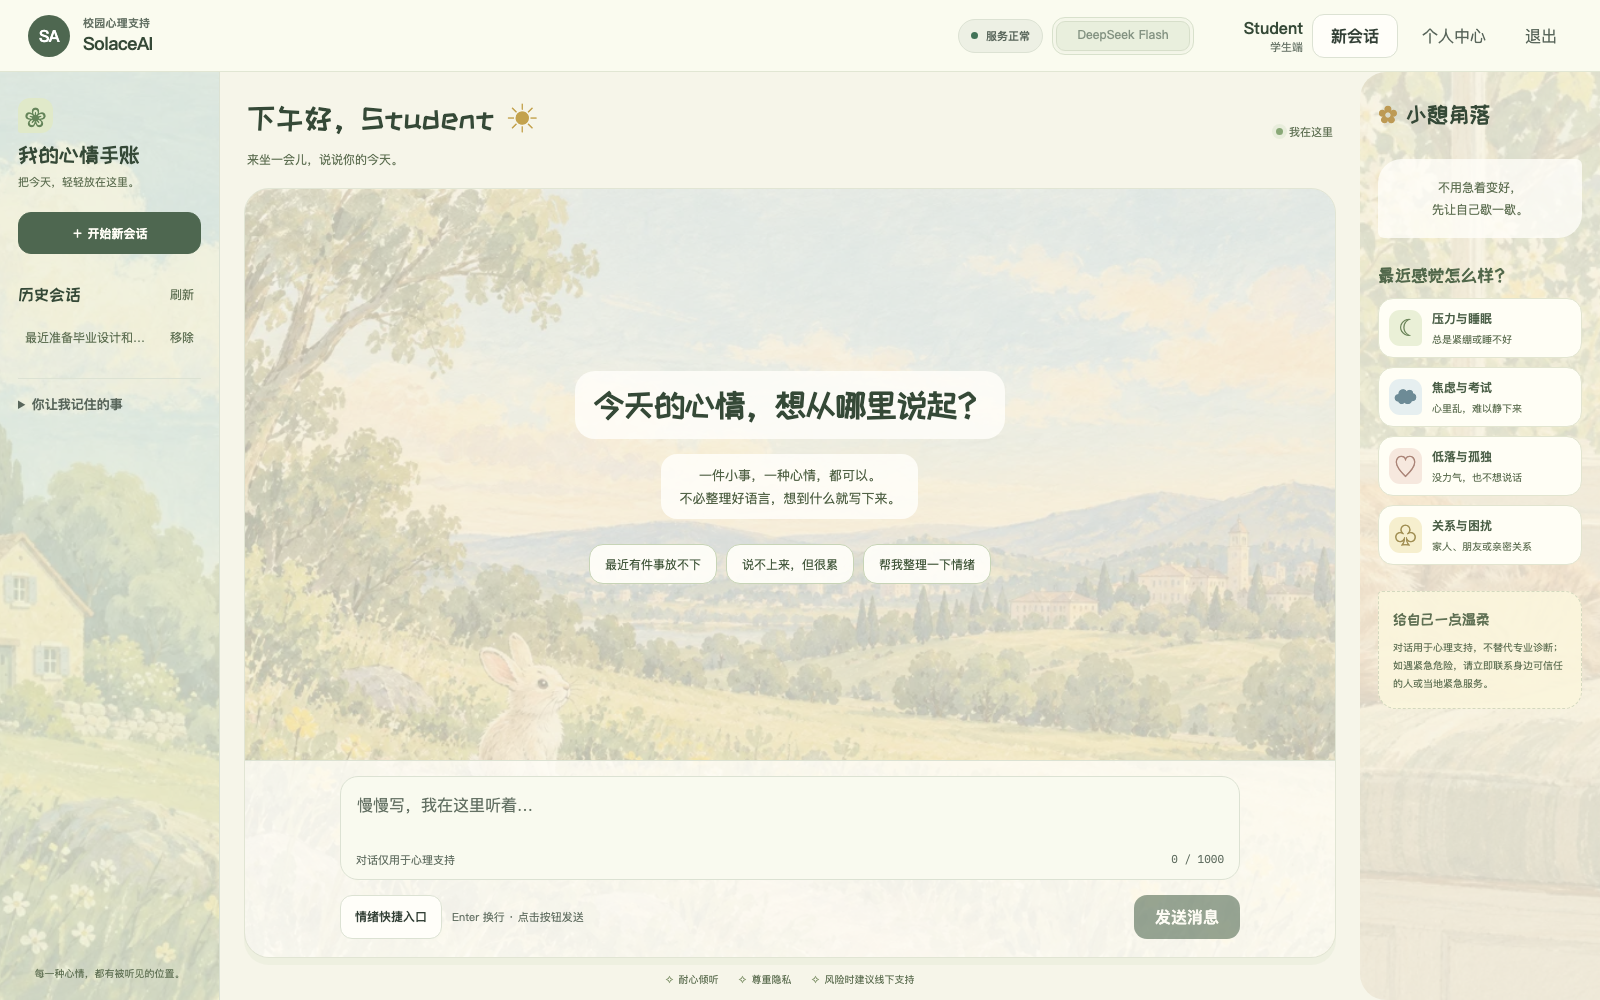 SA
校园心理支持
SolaceAI
服务正常
DeepSeek Flash
Student
学生端
新会话
个人中心
退出
我的心情手账
把今天，轻轻放在这里。
+ 开始新会话
历史会话
刷新
最近准备毕业设计和...
移除
▶ 你让我记住的事
每一种心情，都有被听见的位置。
下午好，Student
来坐一会儿，说说你的今天。
我在这里
今天的心情，想从哪里说起？
一件小事，一种心情，都可以。
不必整理好语言，想到什么就写下来。
最近有件事放不下
说不上来，但很累
帮我整理一下情绪
慢慢写，我在这里听着...
对话仅用于心理支持
0 / 1000
情绪快捷入口
Enter 换行 · 点击按钮发送
发送消息
✧ 耐心倾听
✧ 尊重隐私
✧ 风险时建议线下支持
小憩角落
不用急着变好，
先让自己歇一歇。
最近感觉怎么样？
压力与睡眠
总是紧绷或睡不好
焦虑与考试
心里乱，难以静下来
低落与孤独
没力气，也不想说话
关系与困扰
家人、朋友或亲密关系
给自己一点温柔
对话用于心理支持，不替代专业诊断；
如遇紧急危险，请立即联系身边可信任
的人或当地紧急服务。